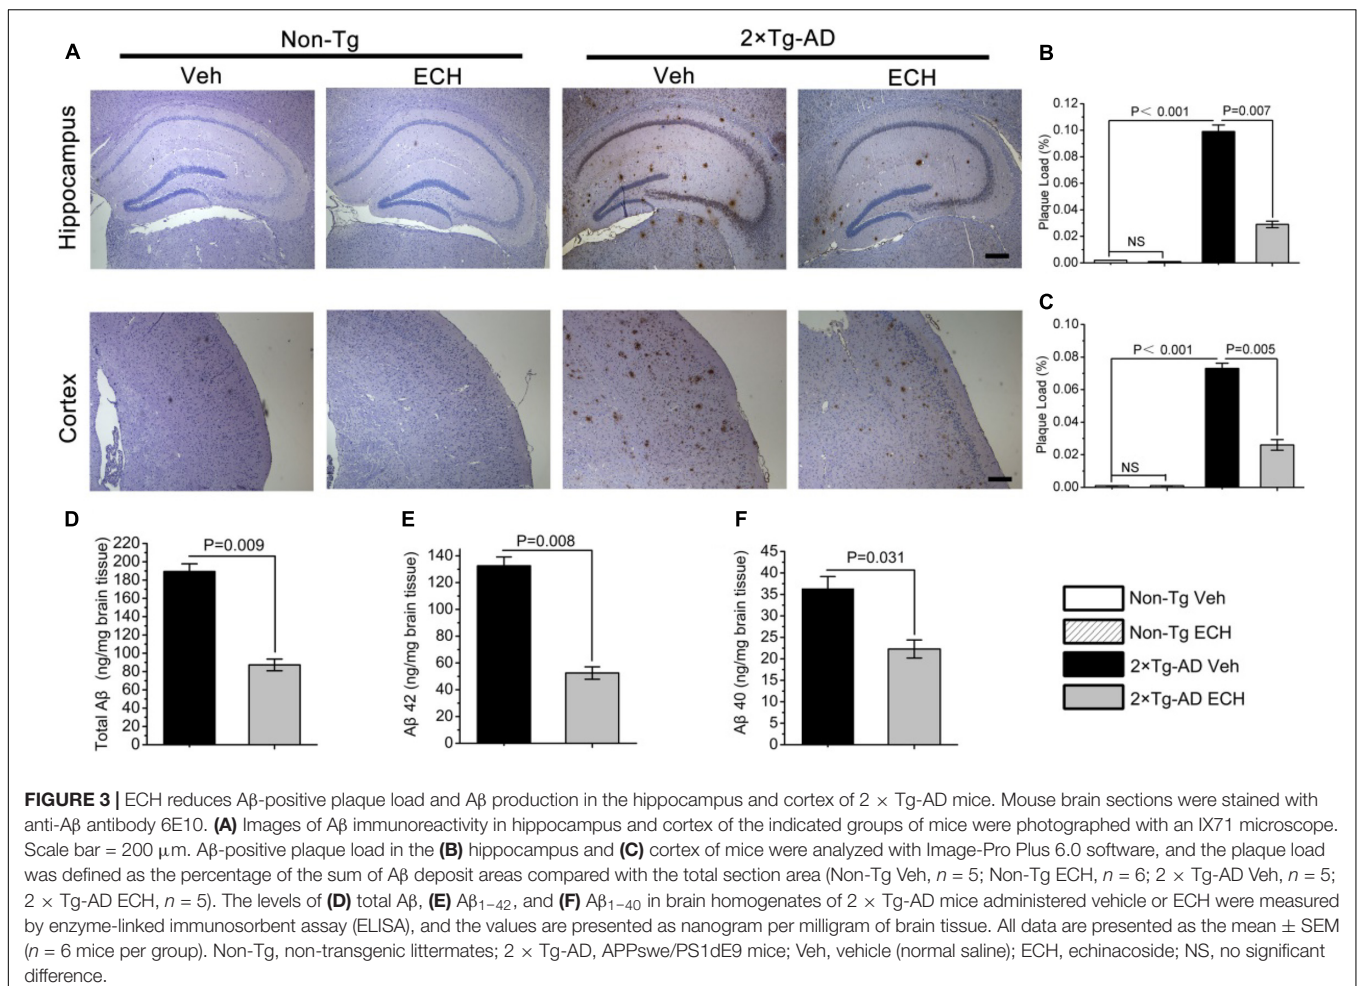 A
Non-Tg
2×Tg-AD
Veh
ECH
Veh
ECH
Hippocampus
Cortex
B
Plaque Load (%)
0.12
0.10
0.08
0.06
0.04
0.02
0.00
P< 0.001
P=0.007
NS
C
Plaque Load (%)
0.10
0.08
0.06
0.04
0.02
0.00
P< 0.001
P=0.005
NS
D
Total Aβ (ng/mg brain tissue)
220
200
180
160
140
120
100
80
60
40
20
0
P=0.009
E
Aβ 42 (ng/mg brain tissue)
140
120
100
80
60
40
20
0
P=0.008
F
Aβ 40 (ng/mg brain tissue)
45
40
35
30
25
20
15
10
5
0
P=0.031
Non-Tg Veh
Non-Tg ECH
2×Tg-AD Veh
2×Tg-AD ECH
FIGURE 3 | ECH reduces Aβ-positive plaque load and Aβ production in the hippocampus and cortex of 2 × Tg-AD mice. Mouse brain sections were stained with
anti-Aβ antibody 6E10. (A) Images of Aβ immunoreactivity in hippocampus and cortex of the indicated groups of mice were photographed with an IX71 microscope.
Scale bar = 200 μm. Aβ-positive plaque load in the (B) hippocampus and (C) cortex of mice were analyzed with Image-Pro Plus 6.0 software, and the plaque load
was defined as the percentage of the sum of Aβ deposit areas compared with the total section area (Non-Tg Veh, n = 5; Non-Tg ECH, n = 6; 2 × Tg-AD Veh, n = 5;
2 × Tg-AD ECH, n = 5). The levels of (D) total Aβ, (E) Aβ1−42, and (F) Aβ1−40 in brain homogenates of 2 × Tg-AD mice administered vehicle or ECH were measured
by enzyme-linked immunosorbent assay (ELISA), and the values are presented as nanogram per milligram of brain tissue. All data are presented as the mean ± SEM
(n = 6 mice per group). Non-Tg, non-transgenic littermates; 2 × Tg-AD, APPswe/PS1dE9 mice; Veh, vehicle (normal saline); ECH, echinacoside; NS, no significant
difference.